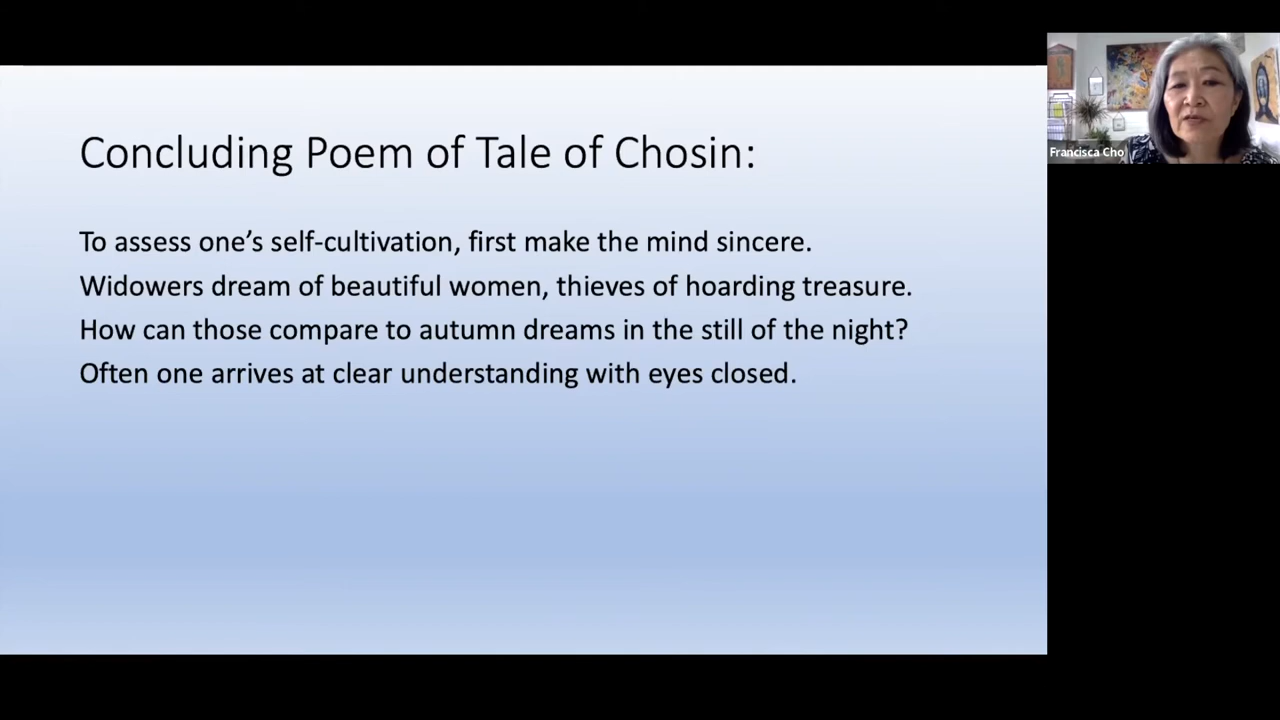 Concluding Poem of Tale of Chosin:
To assess one’s self-cultivation, first make the mind sincere.
Widowers dream of beautiful women, thieves of hoarding treasure.
How can those compare to autumn dreams in the still of the night?
Often one arrives at clear understanding with eyes closed.
Francisca Cho